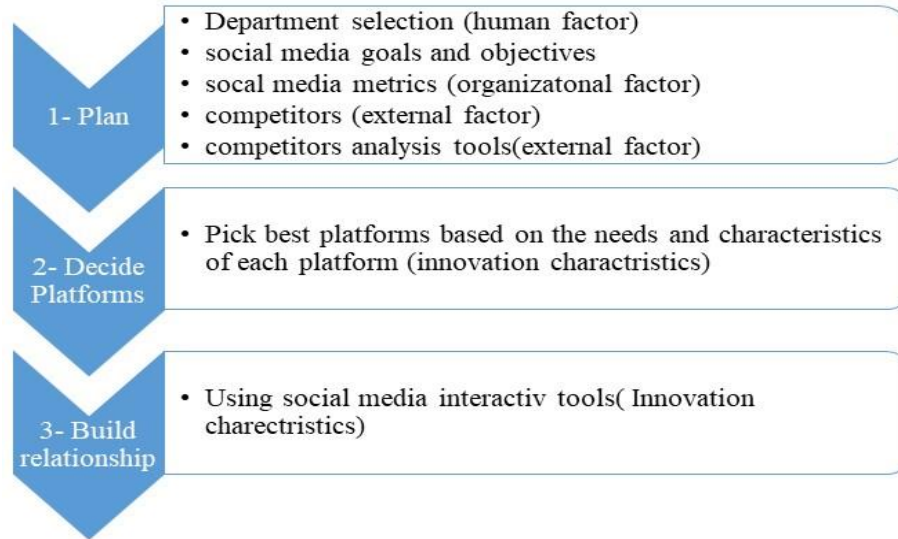 1- Plan
• Department selection (human factor)
• social media goals and objectives
• socal media metrics (organizatonal factor)
• competitors (external factor)
• competitors analysis tools(external factor)
2- Decide
Platforms
• Pick best platforms based on the needs and characteristics
of each platform (innovation charactristics)
3- Build
relationship
• Using social media interactiv tools( Innovation
charectristics)